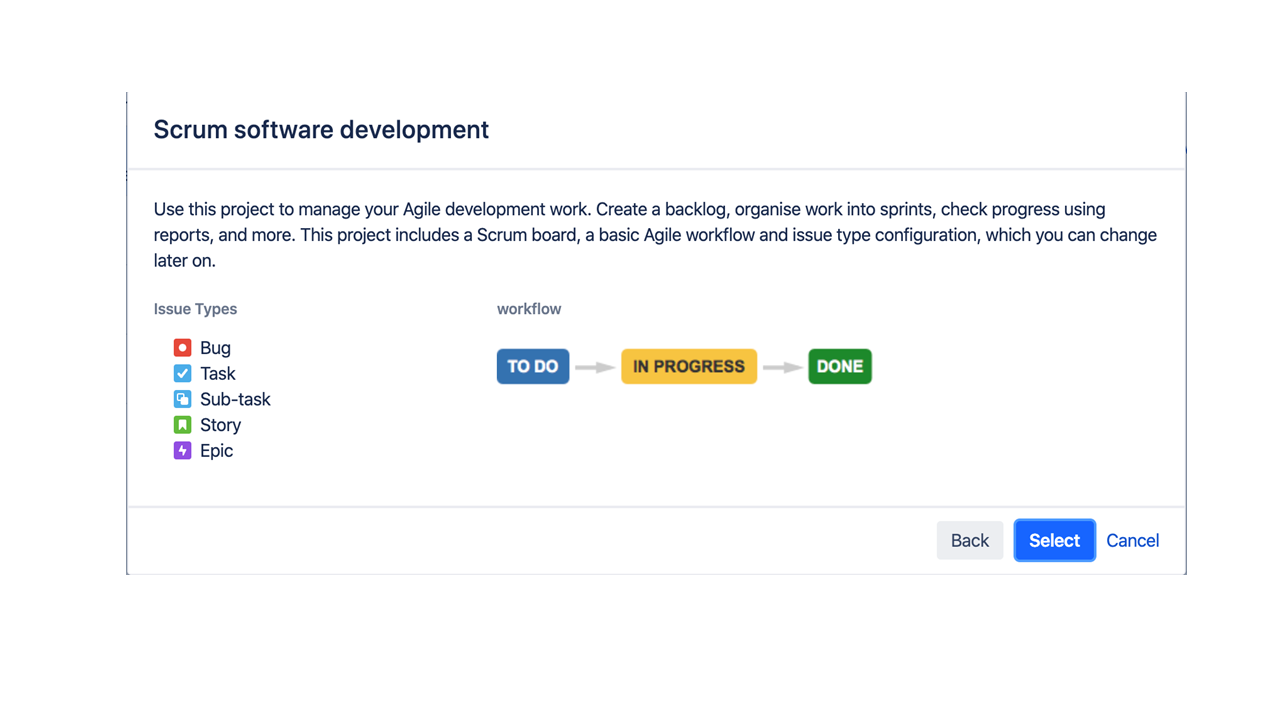 Scrum software development
Use this project to manage your Agile development work. Create a backlog, organise work into sprints, check progress using
reports, and more. This project includes a Scrum board, a basic Agile workflow and issue type configuration, which you can change
later on.
Issue Types
workflow
Bug
Task
Sub-task
Story
Epic
TO DO
IN PROGRESS
DONE
Back
Select
Cancel